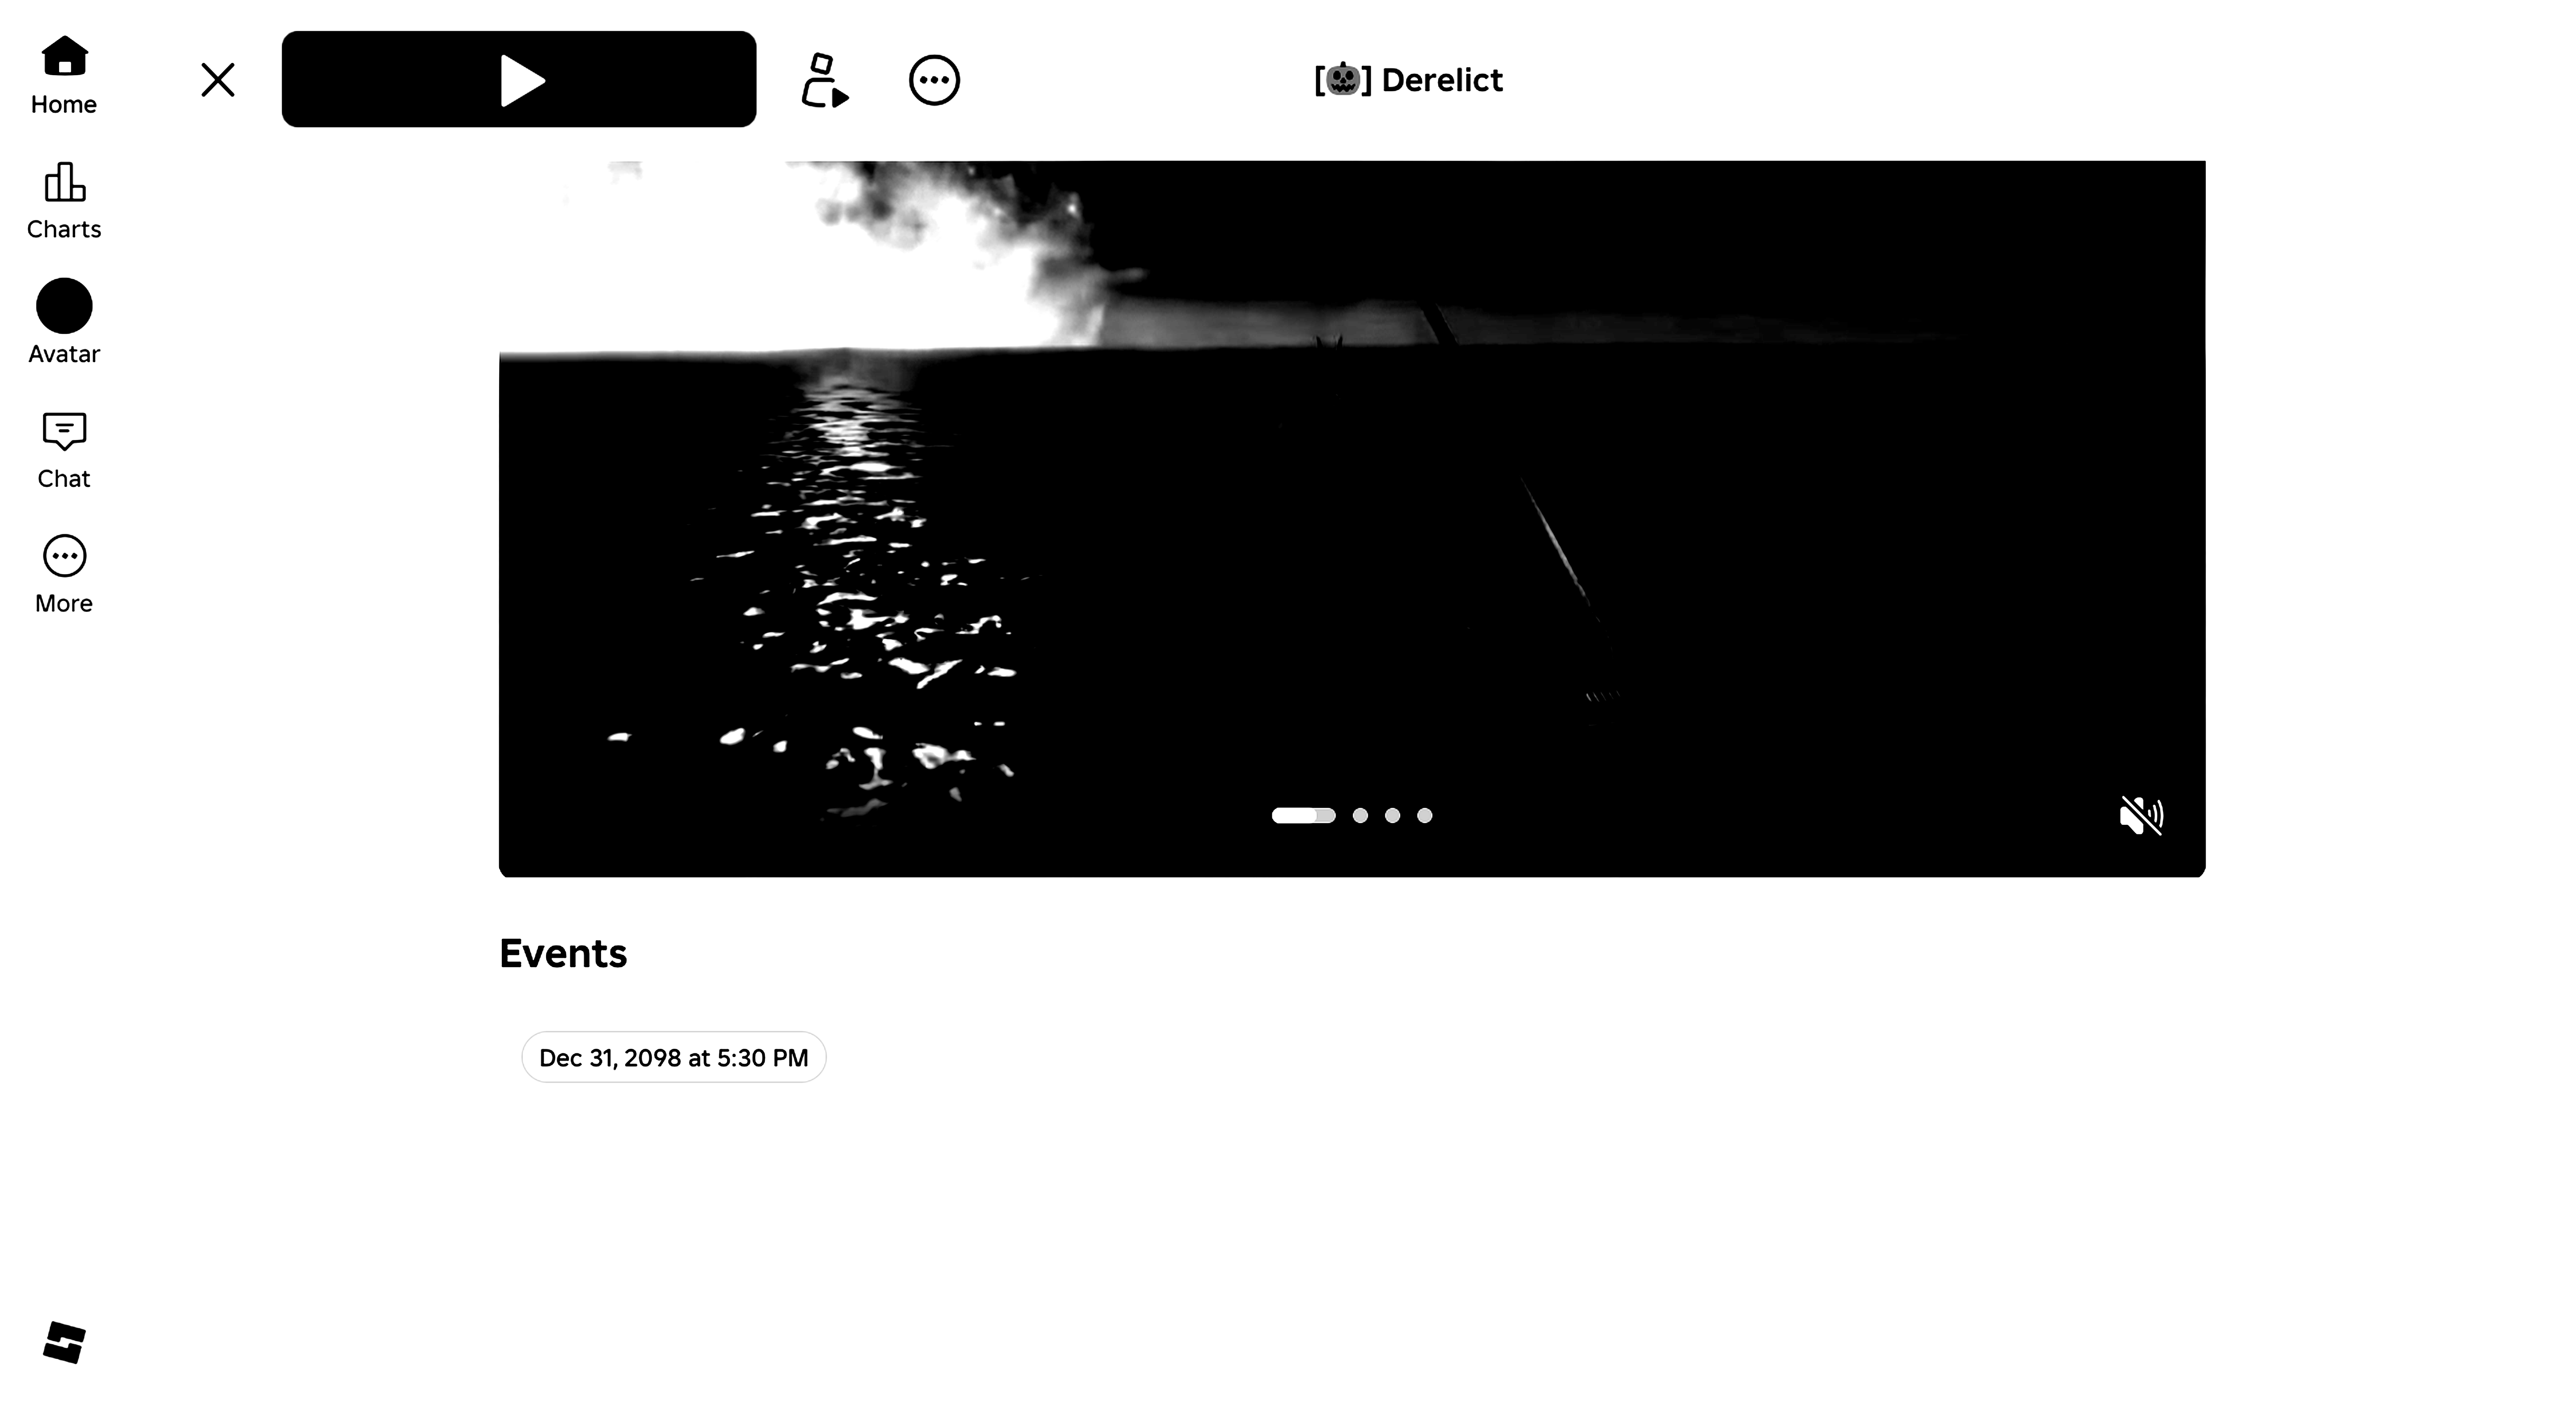 Home
Charts
Avatar
Chat
More
[🎃] Derelict
Events
Dec 31, 2098 at 5:30 PM